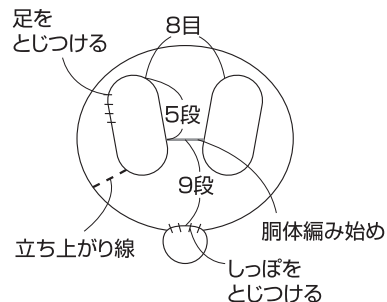 足を
とじつける
8目
5段
9段
立ち上がり線
胴体編み始め
しっぽを
とじつける